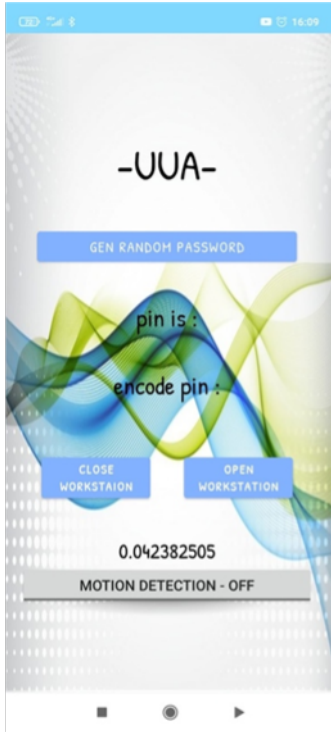 16:09
-UUA-
GEN RANDOM PASSWORD
pin is :
encode pin :
CLOSE
WORKSTAION
OPEN
WORKSTATION
0.042382505
MOTION DETECTION - OFF